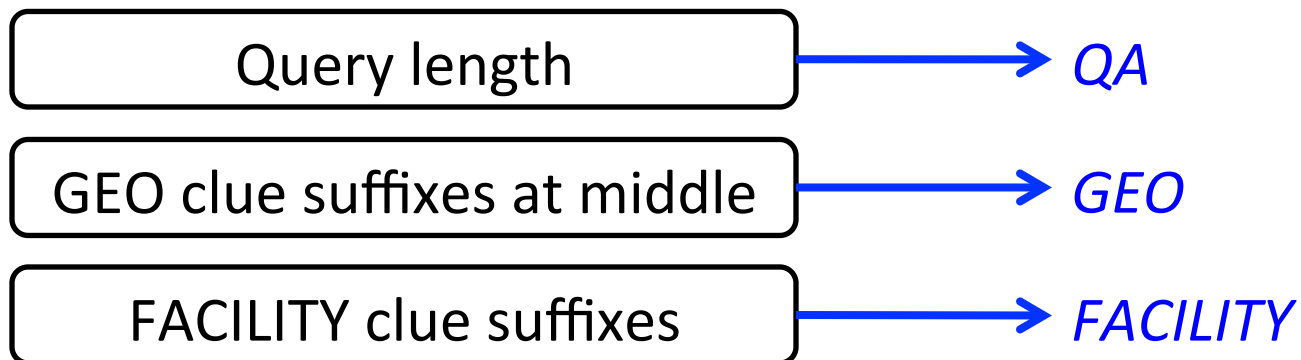 Query length QA
GEO clue suffixes at middle GEO
FACILITY clue suffixes FACILITY